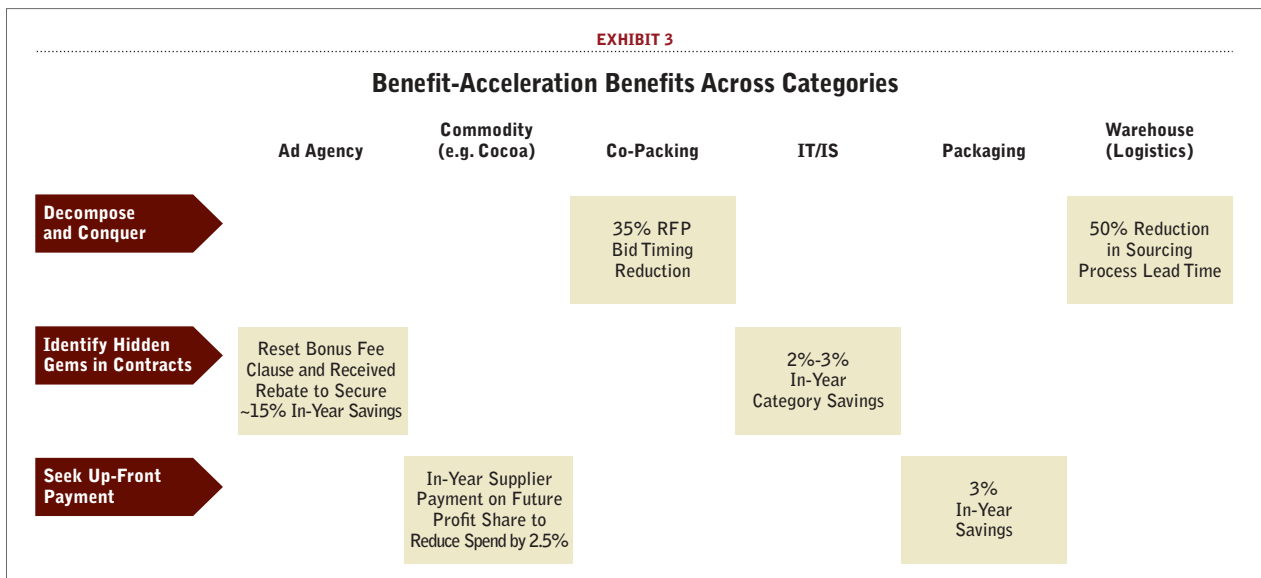 EXHIBIT 3
Benefit-Acceleration Benefits Across Categories
Ad Agency
Commodity
(e.g. Cocoa)
Co-Packing
IT/IS
Packaging
Warehouse
(Logistics)
Decompose
and Conquer
35% RFP
Bid Timing
Reduction
50% Reduction
in Sourcing
Process Lead Time
Identify Hidden
Gems in Contracts
Reset Bonus Fee
Clause and Received
Rebate to Secure
~15% In-Year Savings
2%-3%
In-Year
Category Savings
Seek Up-Front
Payment
In-Year Supplier
Payment on Future
Profit Share to
Reduce Spend by 2.5%
3%
In-Year
Savings